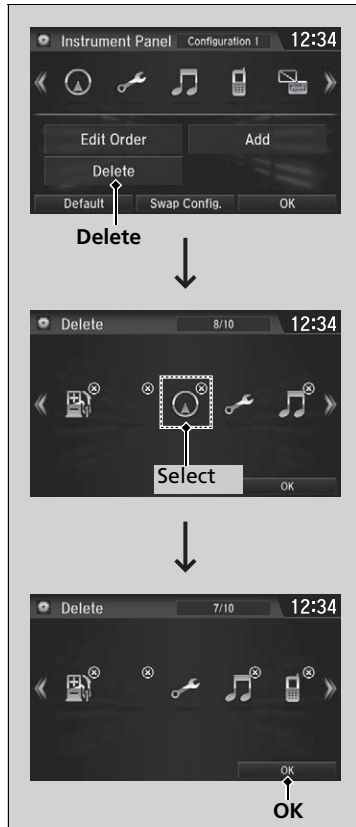 Instrument Panel Configuration 1 12:34
Edit Order Add
Delete
Default Swap Config. OK
Delete
Delete 8/10 12:34
Select
OK
Delete 7/10 12:34
OK
OK